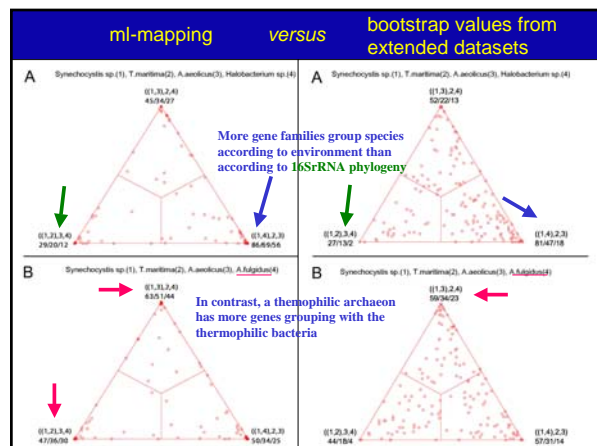 ml-mapping versus bootstrap values from
extended datasets
A
Synechocystis sp.(1), T.maritima(2), A.aeolicus(3), Halobacterium sp.(4)
((1,3),2,4)
45/34/27
((1,2),3,4)
29/20/12
((1,4),2,3)
86/69/56
A
Synechocystis sp.(1), T.maritima(2), A.aeolicus(3), Halobacterium sp.(4)
((1,3),2,4)
52/22/13
((1,2),3,4)
27/13/2
((1,4),2,3)
81/47/18
More gene families group species
according to environment than
according to 16SrRNA phylogeny
B
Synechocystis sp.(1), T.maritima(2), A.aeolicus(3), A.fulgidus(4)
((1,3),2,4)
63/51/44
((1,2),3,4)
47/36/30
((1,4),2,3)
50/34/25
B
Synechocystis sp.(1), T.maritima(2), A.aeolicus(3), A.fulgidus(4)
((1,3),2,4)
59/34/23
((1,2),3,4)
44/18/4
((1,4),2,3)
57/31/14
In contrast, a themophilic archaeon
has more genes grouping with the
thermophilic bacteria